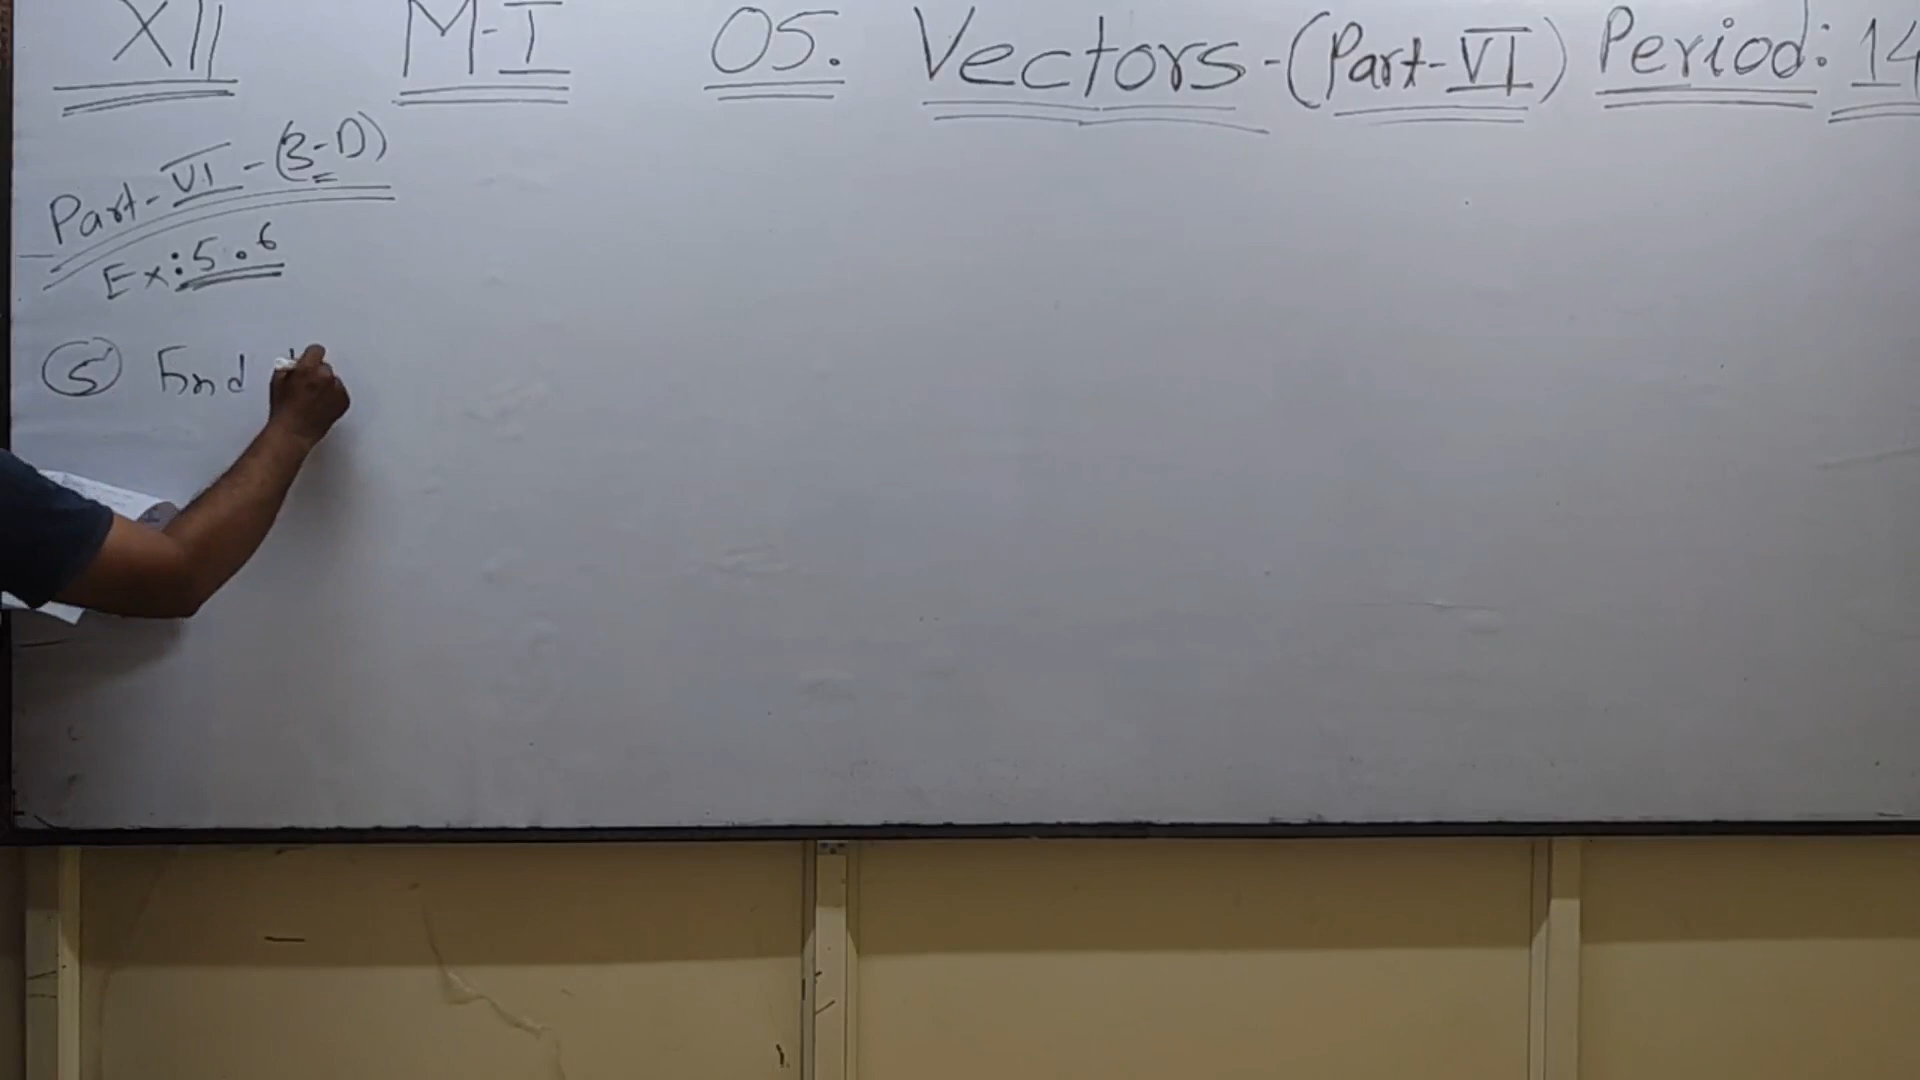 XII M-I 05. Vectors-(Part-VI) Period: 14
Part-VI-(3-D)
Ex:5.6
5 Find